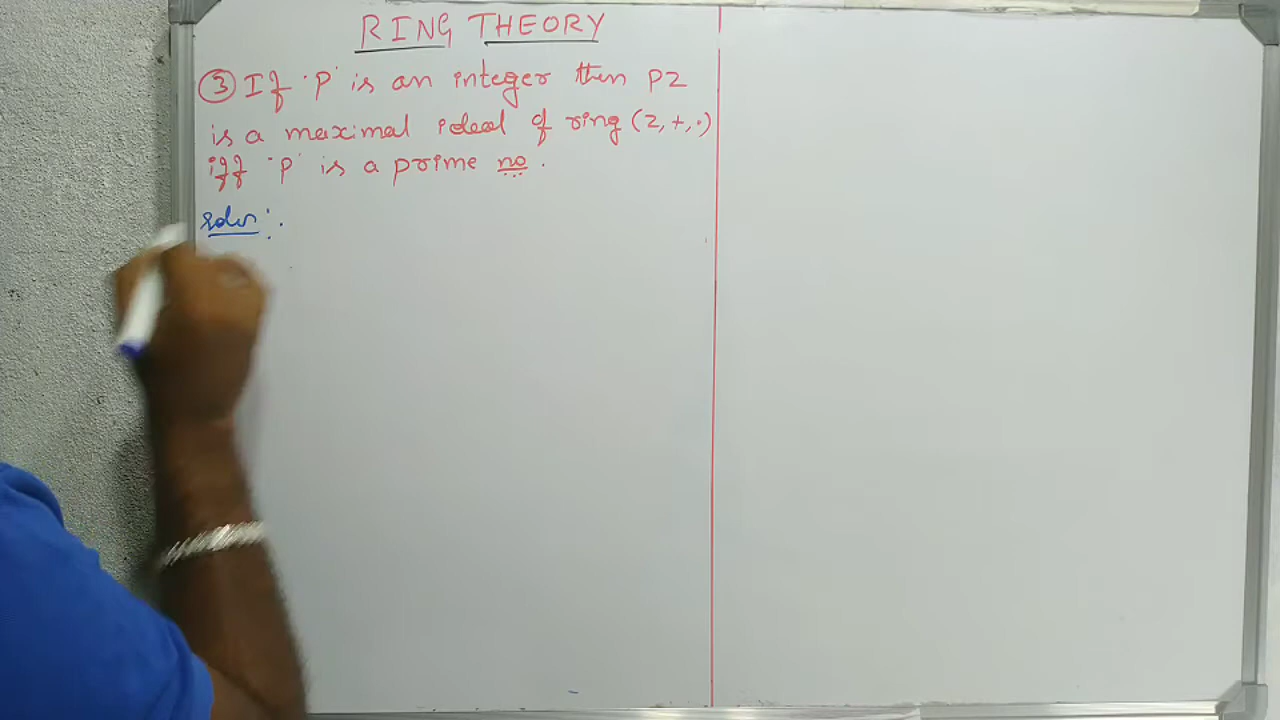 RING THEORY
③ If 'p' is an integer then PZ
is a maximal ideal of ring (Z, +, ·)
iff 'p' is a prime no.
soln :.